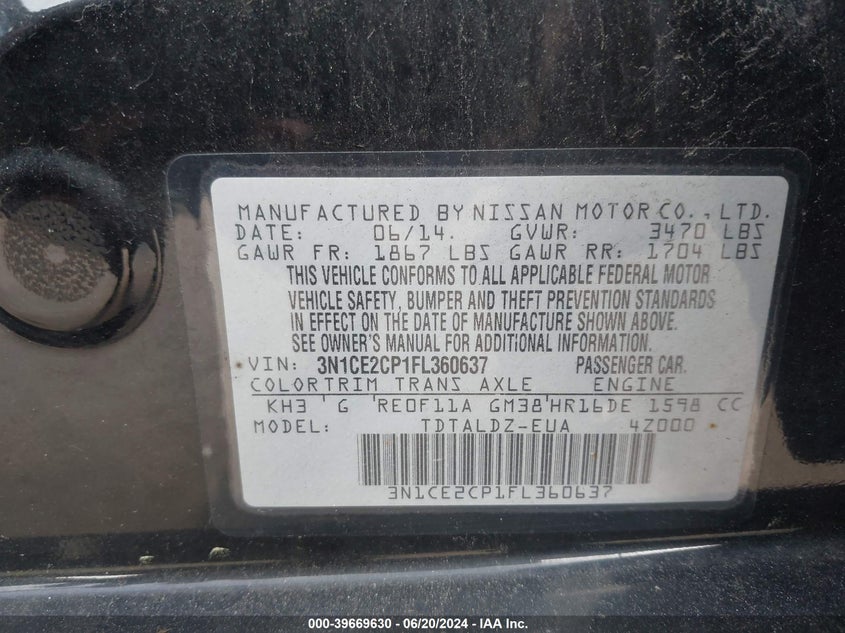 MANUFACTURED BY NISSAN MOTOR CO., LTD.
DATE: 06/14. GVWR: 3470 LBS
GAWR FR: 1867 LBS GAWR RR: 1704 LBS
THIS VEHICLE CONFORMS TO ALL APPLICABLE FEDERAL MOTOR
VEHICLE SAFETY, BUMPER AND THEFT PREVENTION STANDARDS
IN EFFECT ON THE DATE OF MANUFACTURE SHOWN ABOVE.
SEE OWNER'S MANUAL FOR ADDITIONAL INFORMATION.
VIN: 3N1CE2CP1FL360637 PASSENGER CAR.
COLOR TRIM TRANS AXLE ENGINE
KH3 ' G 'RE0F11A GM38'HR16DE 1598 CC
MODEL: TDTALDZ-EUA 4Z000
3N1CE2CP1FL360637
000-39669630 - 06/20/2024 - IAA Inc.